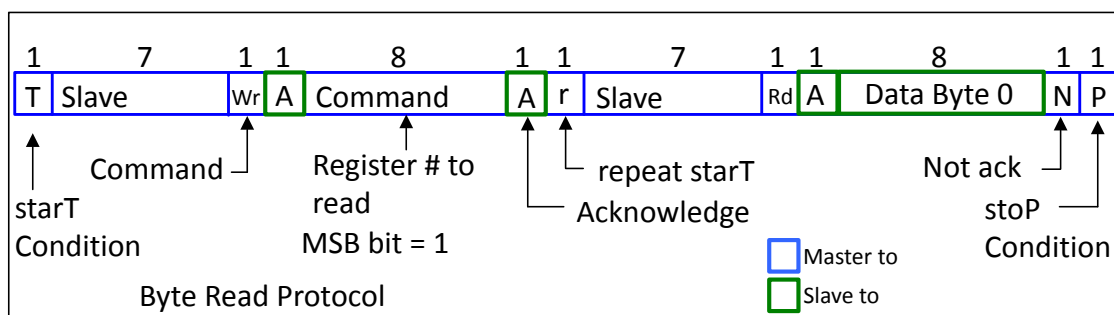 1 7 1 1 8 1 1 7 1 1 8 1 1
T Slave Wr A Command A r Slave Rd A Data Byte 0 N P
Command
Register # to
read
MSB bit = 1
repeat starT
Acknowledge
Not ack
starT
Condition
stoP
Condition
Master to
Slave to
Byte Read Protocol